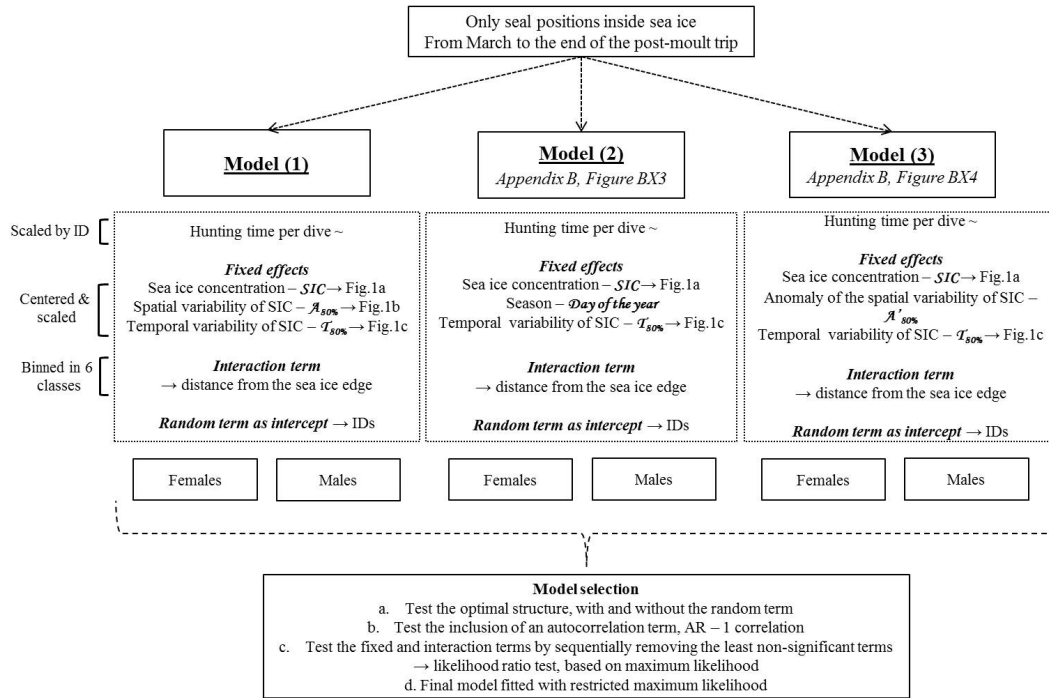 Only seal positions inside sea ice
From March to the end of the post-moult trip
Model (1)
Model (2)
Appendix B, Figure BX3
Model (3)
Appendix B, Figure BX4
Scaled by ID
Centered &
scaled
Binned in 6
classes
Hunting time per dive ~
Fixed effects
Sea ice concentration – SIC → Fig.1a
Spatial variability of SIC – A80% → Fig.1b
Temporal variability of SIC – T80% → Fig.1c
Interaction term
→ distance from the sea ice edge
Random term as intercept → IDs
Hunting time per dive ~
Fixed effects
Sea ice concentration – SIC → Fig.1a
Season – Day of the year
Temporal variability of SIC – T80% → Fig.1c
Interaction term
→ distance from the sea ice edge
Random term as intercept → IDs
Hunting time per dive ~
Fixed effects
Sea ice concentration – SIC → Fig.1a
Anomaly of the spatial variability of SIC –
A'80%
Temporal variability of SIC – T80% → Fig.1c
Interaction term
→ distance from the sea ice edge
Random term as intercept → IDs
Females
Males
Females
Males
Females
Males
Model selection
a. Test the optimal structure, with and without the random term
b. Test the inclusion of an autocorrelation term, AR – 1 correlation
c. Test the fixed and interaction terms by sequentially removing the least non-significant terms
→ likelihood ratio test, based on maximum likelihood
d. Final model fitted with restricted maximum likelihood